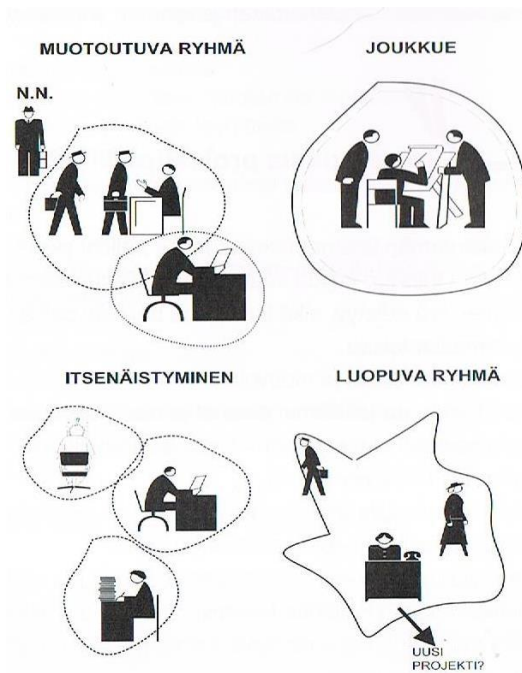 MUOTOUTUVA RYHMÄ
JOUKKUE
N.N.
ITSENÄISTYMINEN
LUOPUVA RYHMÄ
UUSI
PROJEKTI?